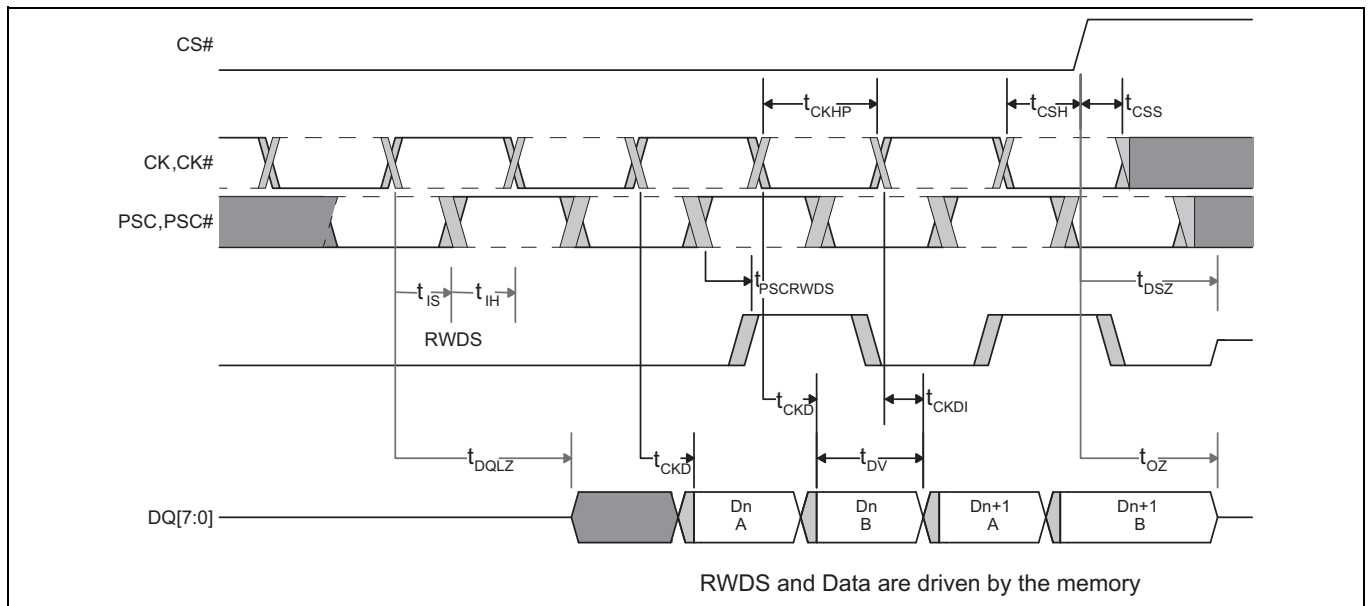 CS#
tCKHP
tCSH
tCSS
CK,CK#
PSC,PSC#
tIS
tIH
tPSCRWDS
tDSZ
RWDS
tCKD
tCKDI
tDQLZ
tCKD
tDV
tOZ
DQ[7:0]
Dn
A
Dn
B
Dn+1
A
Dn+1
B
RWDS and Data are driven by the memory